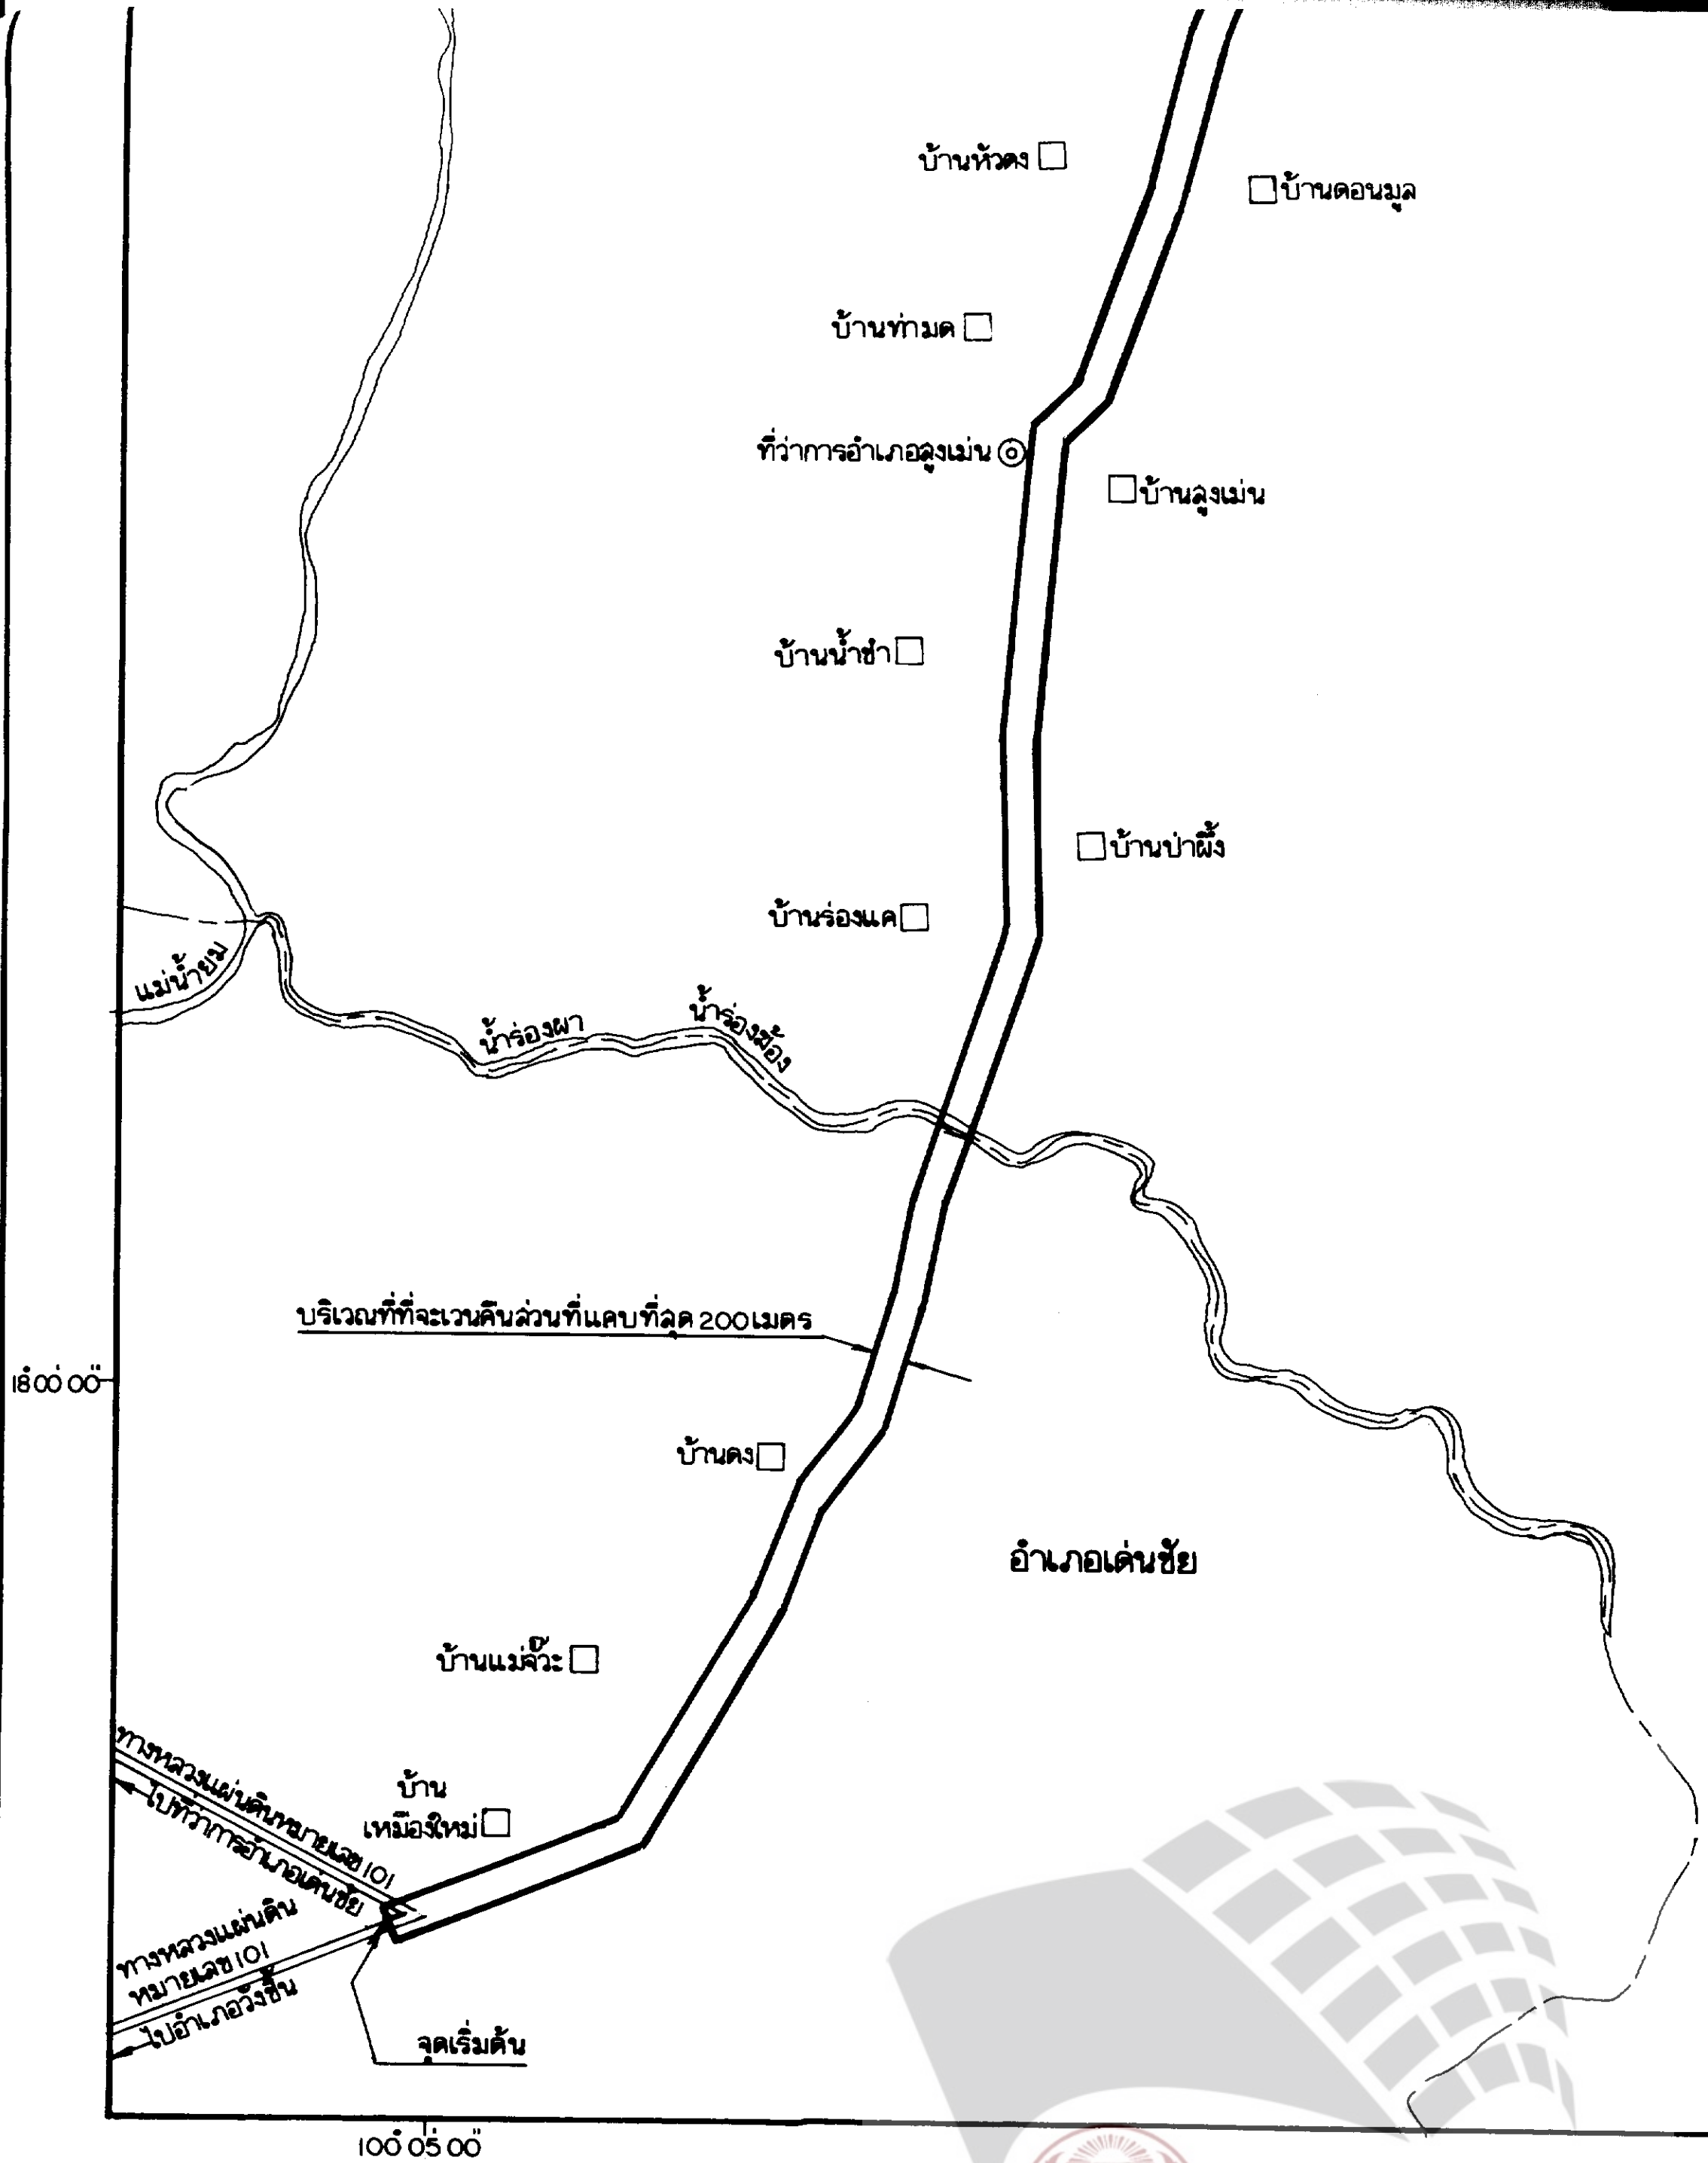 บ้านหัวดง
บ้านดอนมูล
บ้านท่ามด
ที่ว่าการอำเภอสูงเม่น
บ้านสูงเม่น
บ้านน้ำชำ
บ้านป่าผึ้ง
บ้านร่องแค
แม่น้ำยม
น้ำร่องผา
น้ำร่องช้อง
บริเวณที่ที่จะเวนคืนส่วนที่แคบที่สุด 200 เมตร
18° 00' 00"
บ้านดง
อำเภอเด่นชัย
บ้านแม่จั๊วะ
ทางหลวงแผ่นดินหมายเลข 101
ไปที่ว่าการอำเภอเด่นชัย
บ้าน
เหมืองใหม่
ทางหลวงแผ่นดิน
หมายเลข 101
ไปอำเภอวังชิ้น
จุดเริ่มต้น
100° 05' 00"